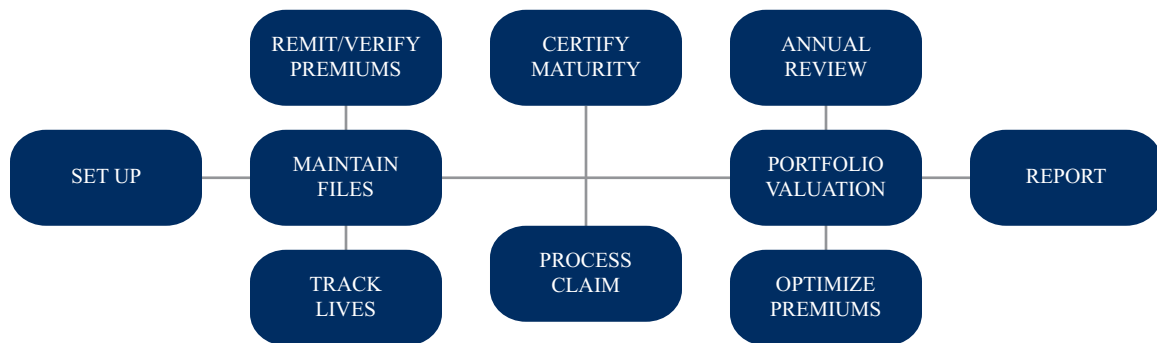 REMIT/VERIFY
PREMIUMS
CERTIFY
MATURITY
ANNUAL
REVIEW
SET UP
MAINTAIN
FILES
PORTFOLIO
VALUATION
REPORT
TRACK
LIVES
PROCESS
CLAIM
OPTIMIZE
PREMIUMS